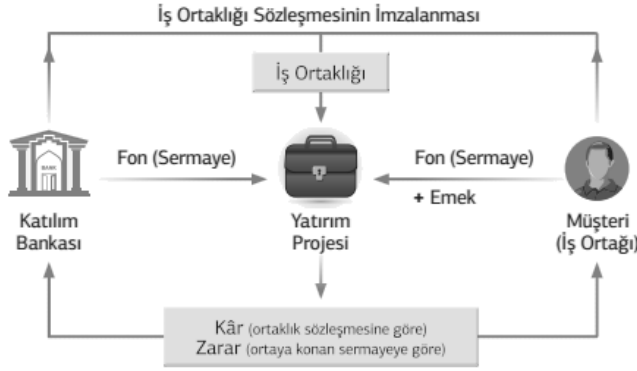 İş Ortaklığı Sözleşmesinin İmzalanması
İş Ortaklığı
Fon (Sermaye)
Fon (Sermaye)
+ Emek
BANK
Katılım
Bankası
Yatırım
Projesi
Müşteri
(İş Ortağı)
Kâr (ortaklık sözleşmesine göre)
Zarar (ortaya konan sermayeye göre)